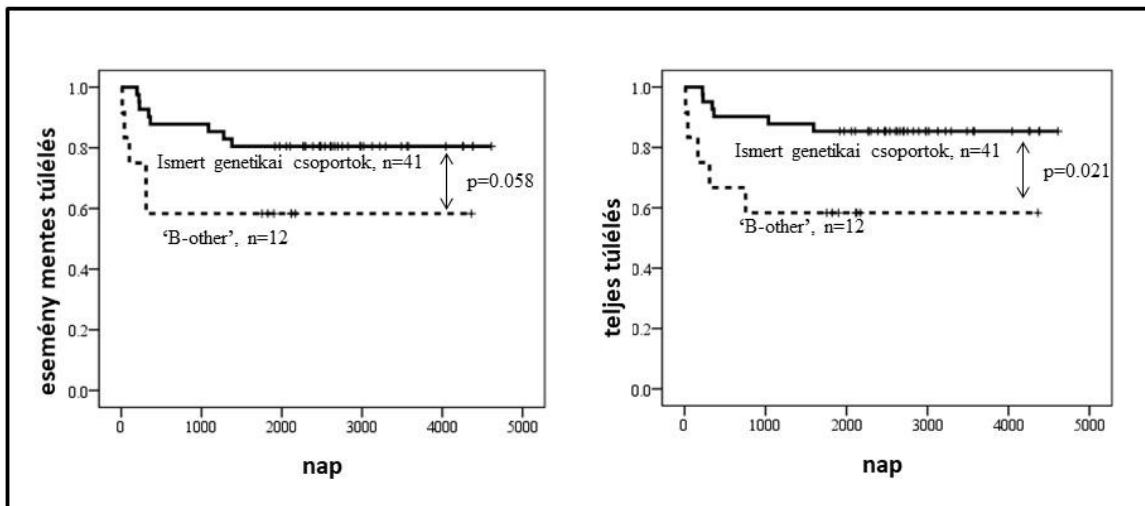 esemény mentes túlélés
1.0
0.8
0.6
0.4
0.2
0.0
Ismert genetikai csoportok, n=41
p=0.058
‘B-other’, n=12
0 1000 2000 3000 4000 5000
nap
teljes túlélés
1.0
0.8
0.6
0.4
0.2
0.0
Ismert genetikai csoportok, n=41
p=0.021
‘B-other’, n=12
0 1000 2000 3000 4000 5000
nap